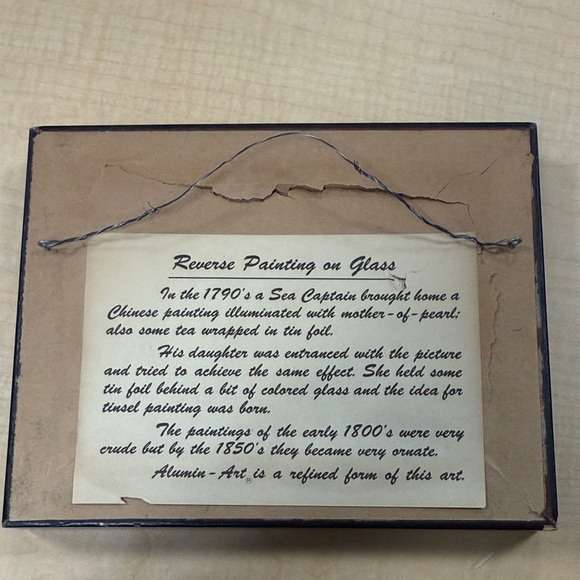 Reverse Painting on Glass
In the 1790's a Sea Captain brought home a
Chinese painting illuminated with mother-of-pearl;
also some tea wrapped in tin foil.
His daughter was entranced with the picture
and tried to achieve the same effect. She held some
tin foil behind a bit of colored glass and the idea for
tinsel painting was born.
The paintings of the early 1800's were very
crude but by the 1850's they became very ornate.
Alumin-Art® is a refined form of this art.